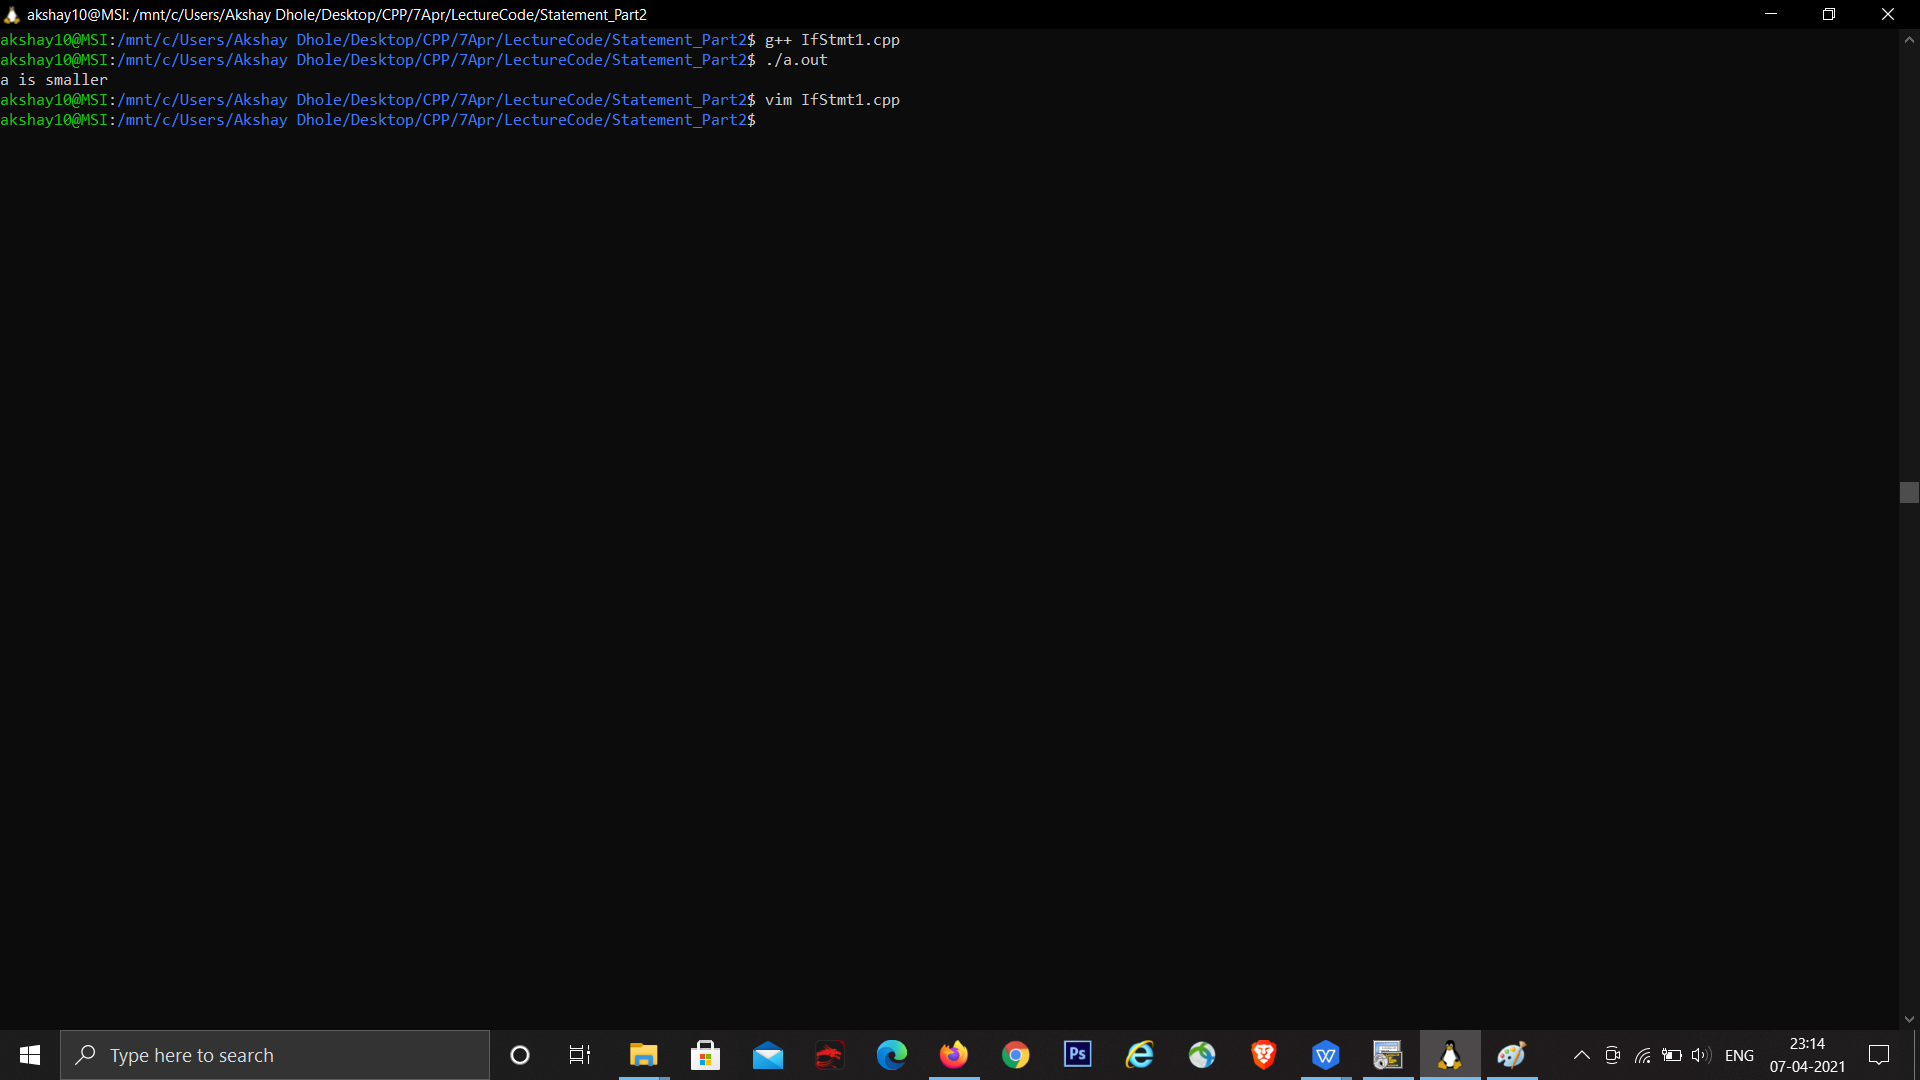 akshay10@MSI: /mnt/c/Users/Akshay Dhole/Desktop/CPP/7Apr/LectureCode/Statement_Part2
akshay10@MSI:/mnt/c/Users/Akshay Dhole/Desktop/CPP/7Apr/LectureCode/Statement_Part2$ g++ IfStmt1.cpp
akshay10@MSI:/mnt/c/Users/Akshay Dhole/Desktop/CPP/7Apr/LectureCode/Statement_Part2$ ./a.out
a is smaller
akshay10@MSI:/mnt/c/Users/Akshay Dhole/Desktop/CPP/7Apr/LectureCode/Statement_Part2$ vim IfStmt1.cpp
akshay10@MSI:/mnt/c/Users/Akshay Dhole/Desktop/CPP/7Apr/LectureCode/Statement_Part2$
Type here to search
Ps
W
ENG
23:14
07-04-2021